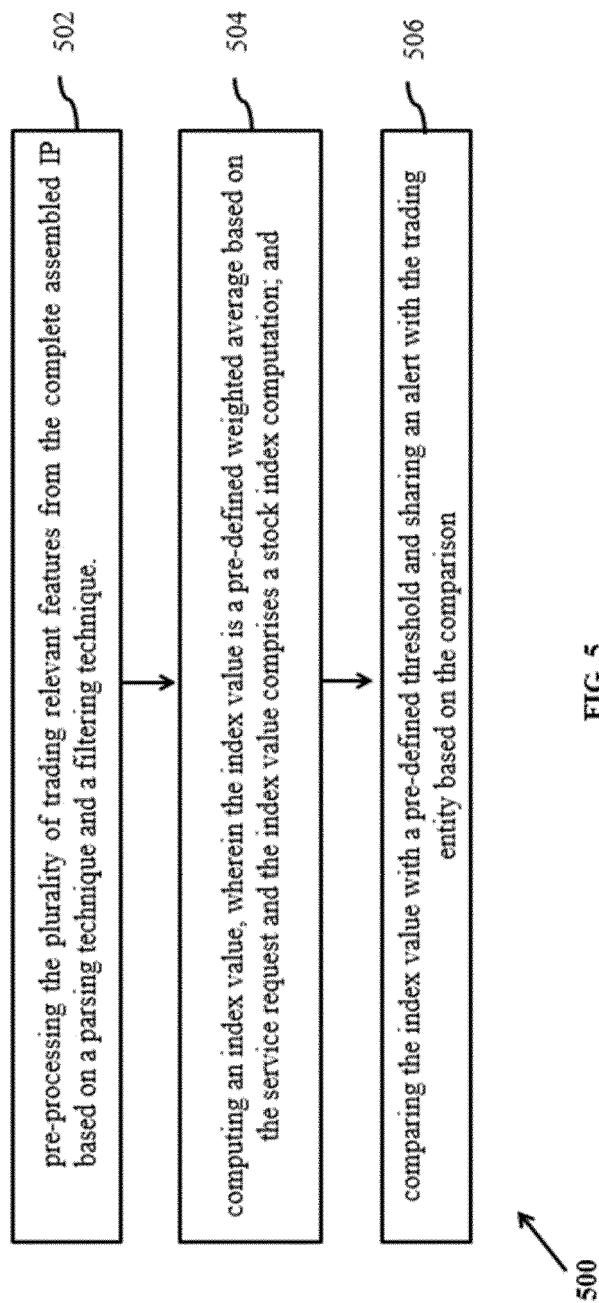 pre-processing the plurality of trading relevant features from the complete assembled IP
based on a parsing technique and a filtering technique.
502
computing an index value, wherein the index value is a pre-defined weighted average based on
the service request and the index value comprises a stock index computation; and
504
comparing the index value with a pre-defined threshold and sharing an alert with the trading
entity based on the comparison
506
500
FIG. 5